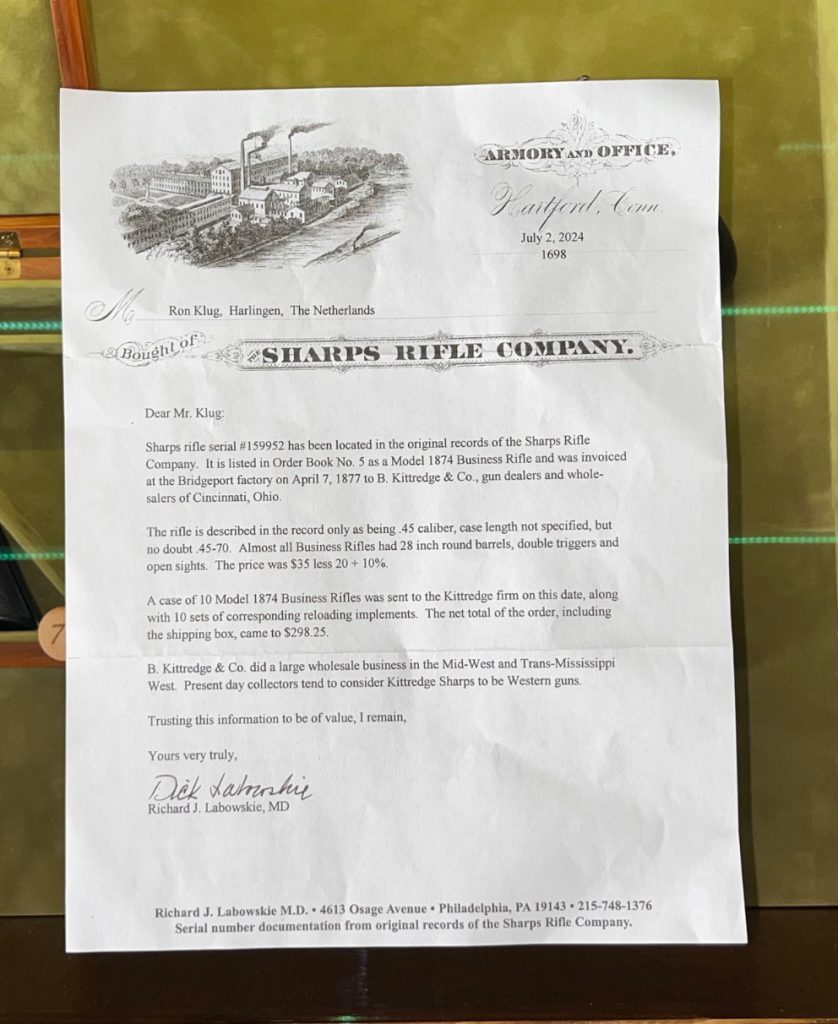 ARMORY AND OFFICE,
Hartford, Conn.
July 2, 2024
1698
M Ron Klug, Harlingen, The Netherlands
Bought of THE SHARPS RIFLE COMPANY.
Dear Mr. Klug:
Sharps rifle serial #159952 has been located in the original records of the Sharps Rifle
Company. It is listed in Order Book No. 5 as a Model 1874 Business Rifle and was invoiced
at the Bridgeport factory on April 7, 1877 to B. Kittredge & Co., gun dealers and whole-
salers of Cincinnati, Ohio.
The rifle is described in the record only as being .45 caliber, case length not specified, but
no doubt .45-70. Almost all Business Rifles had 28 inch round barrels, double triggers and
open sights. The price was $35 less 20 + 10%.
A case of 10 Model 1874 Business Rifles was sent to the Kittredge firm on this date, along
with 10 sets of corresponding reloading implements. The net total of the order, including
the shipping box, came to $298.25.
7
B. Kittredge & Co. did a large wholesale business in the Mid-West and Trans-Mississippi
West. Present day collectors tend to consider Kittredge Sharps to be Western guns.
Trusting this information to be of value, I remain,
Yours very truly,
Dick Labowskie
Richard J. Labowskie, MD
Richard J. Labowskie M.D. • 4613 Osage Avenue • Philadelphia, PA 19143 • 215-748-1376
Serial number documentation from original records of the Sharps Rifle Company.